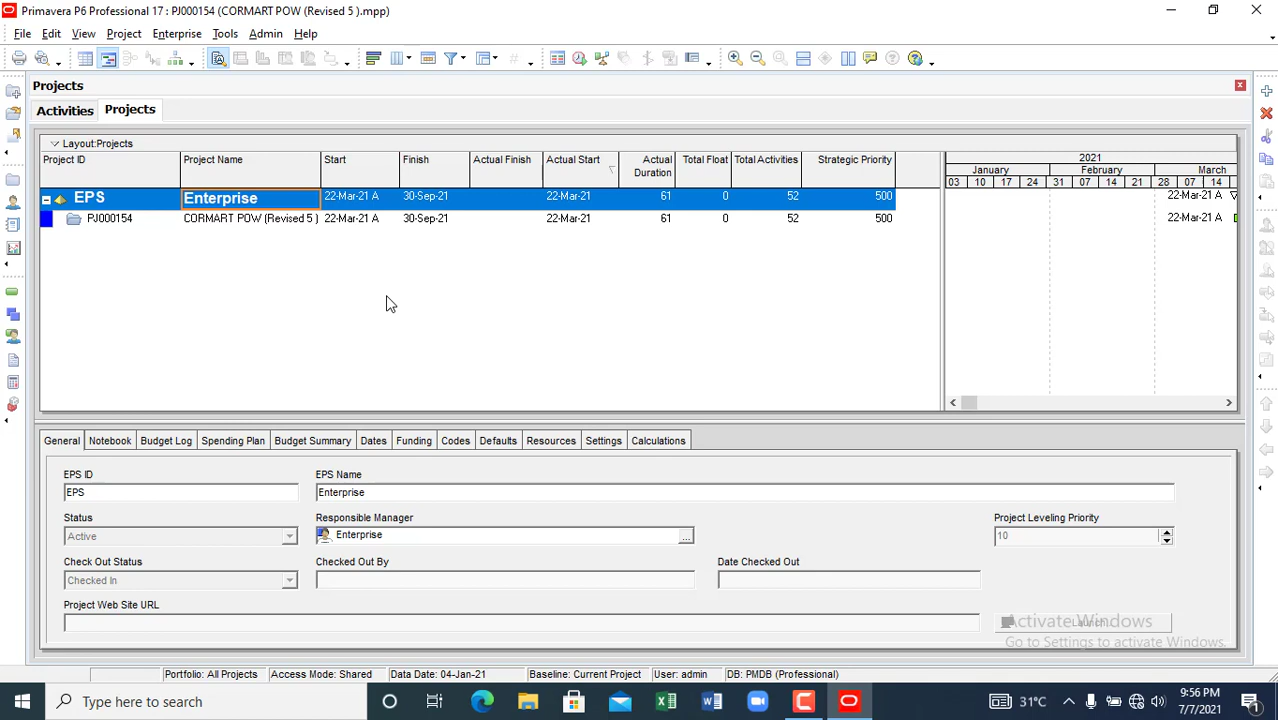 Primavera P6 Professional 17 : PJ000154 (CORMART POW (Revised 5 ).mpp)
File Edit View Project Enterprise Tools Admin Help
Projects
Activities Projects
Layout:Projects
Project ID Project Name Start Finish Actual Finish Actual Start Actual Duration Total Float Total Activities Strategic Priority
2021
January February March
03 10 17 24 31 07 14 21 28 07 14
EPS Enterprise 22-Mar-21 A 30-Sep-21 22-Mar-21 61 0 52 500 22-Mar-21 A
PJ000154 CORMART POW (Revised 5 ) 22-Mar-21 A 30-Sep-21 22-Mar-21 61 0 52 500 22-Mar-21 A
General Notebook Budget Log Spending Plan Budget Summary Dates Funding Codes Defaults Resources Settings Calculations
EPS ID EPS Name
EPS Enterprise
Status Responsible Manager Project Leveling Priority
Active Enterprise ... 10
Check Out Status Checked Out By Date Checked Out
Checked In
Project Web Site URL
Launch...
Activate Windows
Go to Settings to activate Windows.
Portfolio: All Projects Access Mode: Shared Data Date: 04-Jan-21 Baseline: Current Project User: admin DB: PMDB (Professional)
Type here to search 31°C 9:56 PM
7/7/2021 1